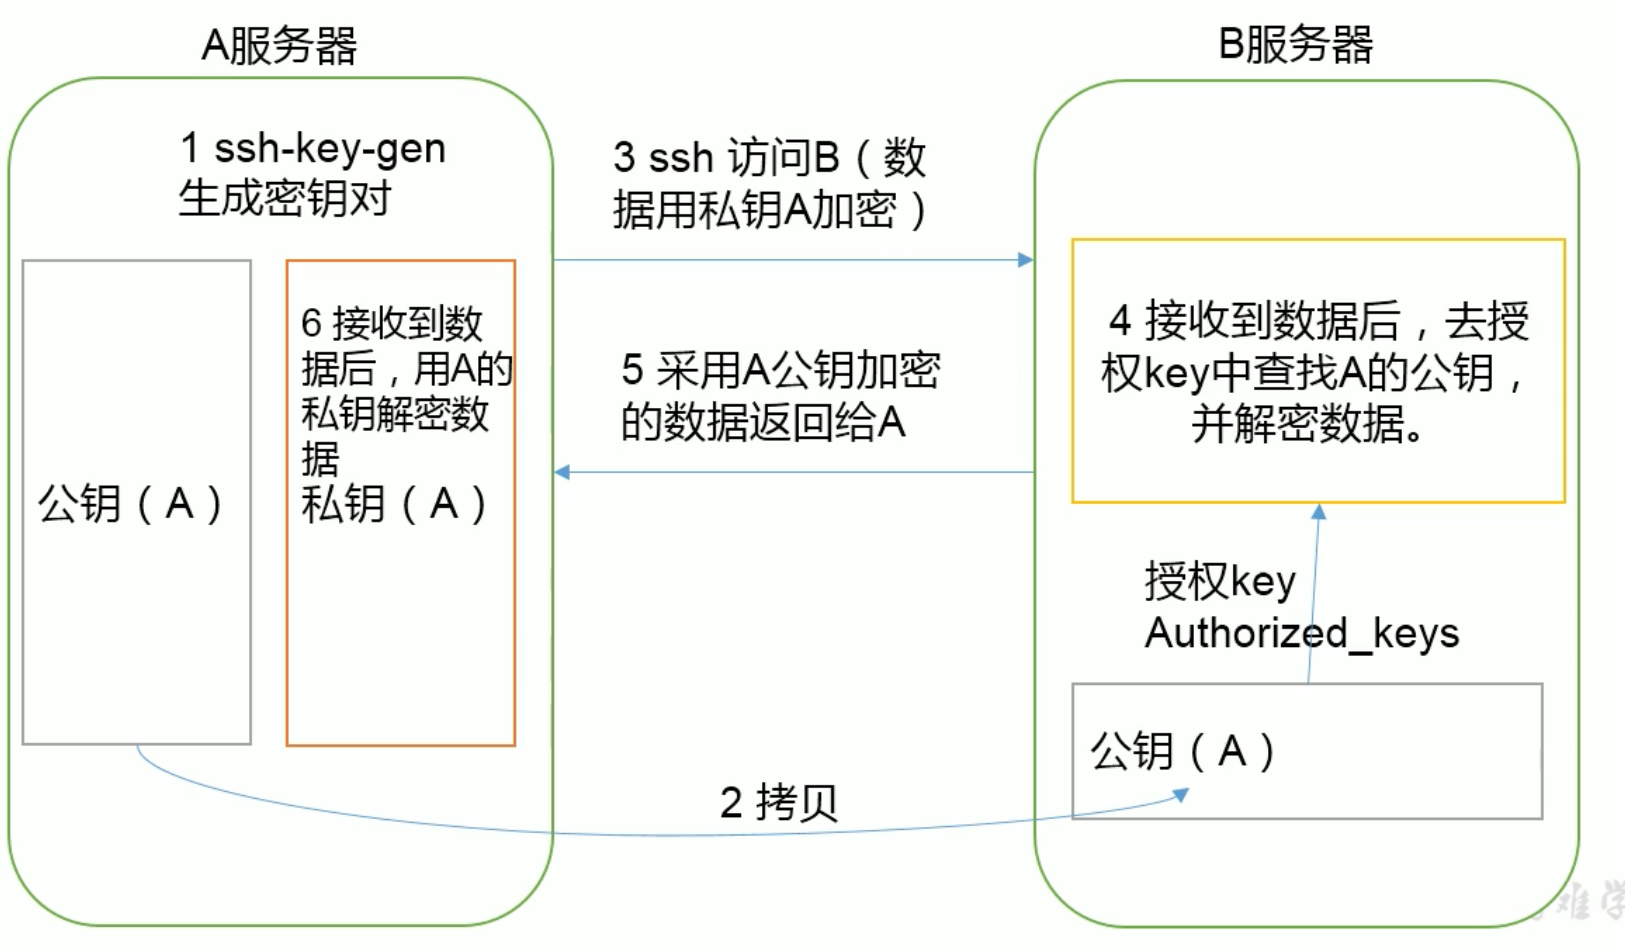 A服务器
B服务器
1 ssh-key-gen
生成密钥对
3 ssh 访问B（数
据用私钥A加密）
6 接收到数
据后，用A的
私钥解密数
据
私钥（A）
公钥（A）
5 采用A公钥加密
的数据返回给A
4 接收到数据后，去授
权key中查找A的公钥，
并解密数据。
授权key
Authorized_keys
公钥（A）
2 拷贝
难学